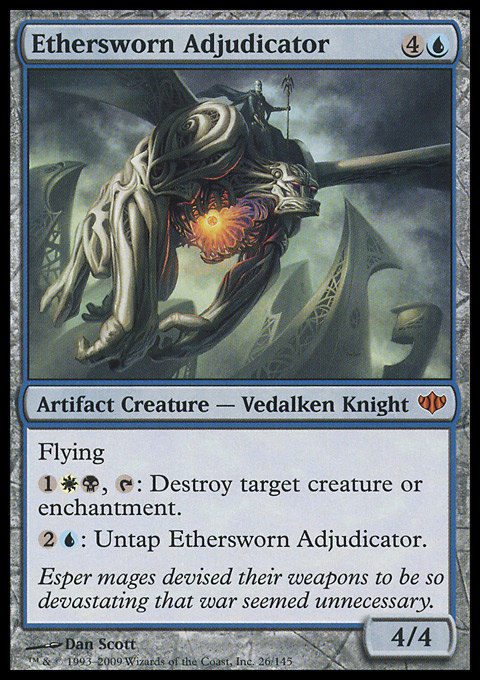 Ethersworn Adjudicator 4
Artifact Creature — Vedalken Knight
Flying
1, : Destroy target creature or
enchantment.
2: Untap Ethersworn Adjudicator.
Esper mages devised their weapons to be so
devastating that war seemed unnecessary.
Dan Scott
4/4
™ & © 1993–2009 Wizards of the Coast, Inc. 26/145